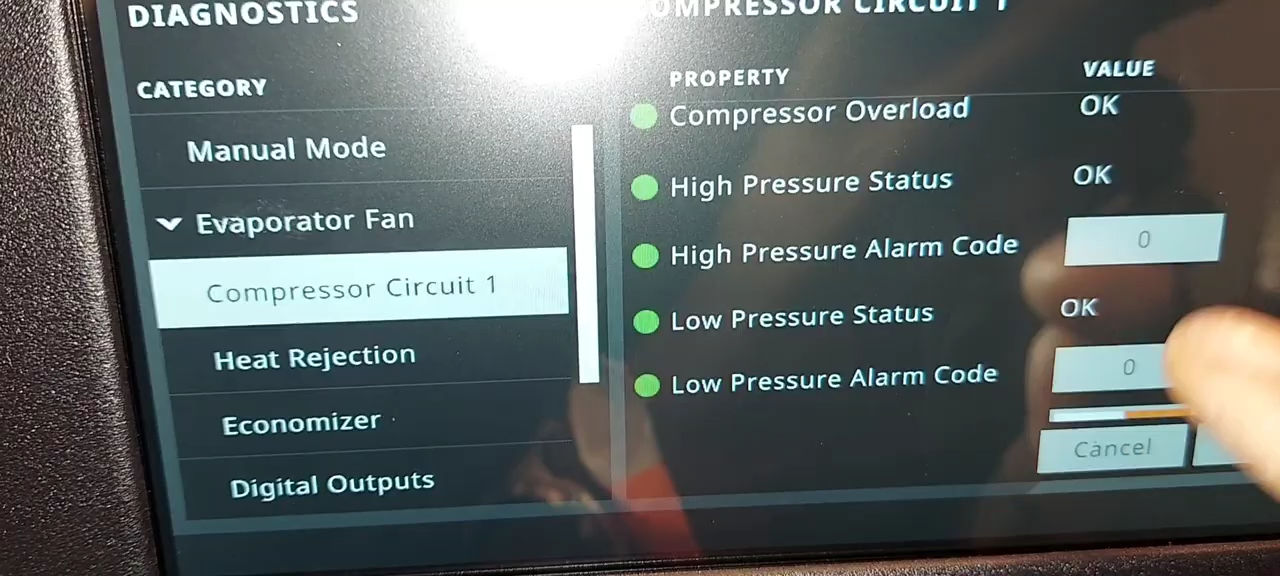 DIAGNOSTICS
COMPRESSOR CIRCUIT 1
CATEGORY
PROPERTY
VALUE
Manual Mode
Evaporator Fan
Compressor Circuit 1
Heat Rejection
Economizer
Digital Outputs
Compressor Overload OK
High Pressure Status OK
High Pressure Alarm Code 0
Low Pressure Status OK
Low Pressure Alarm Code 0
Cancel